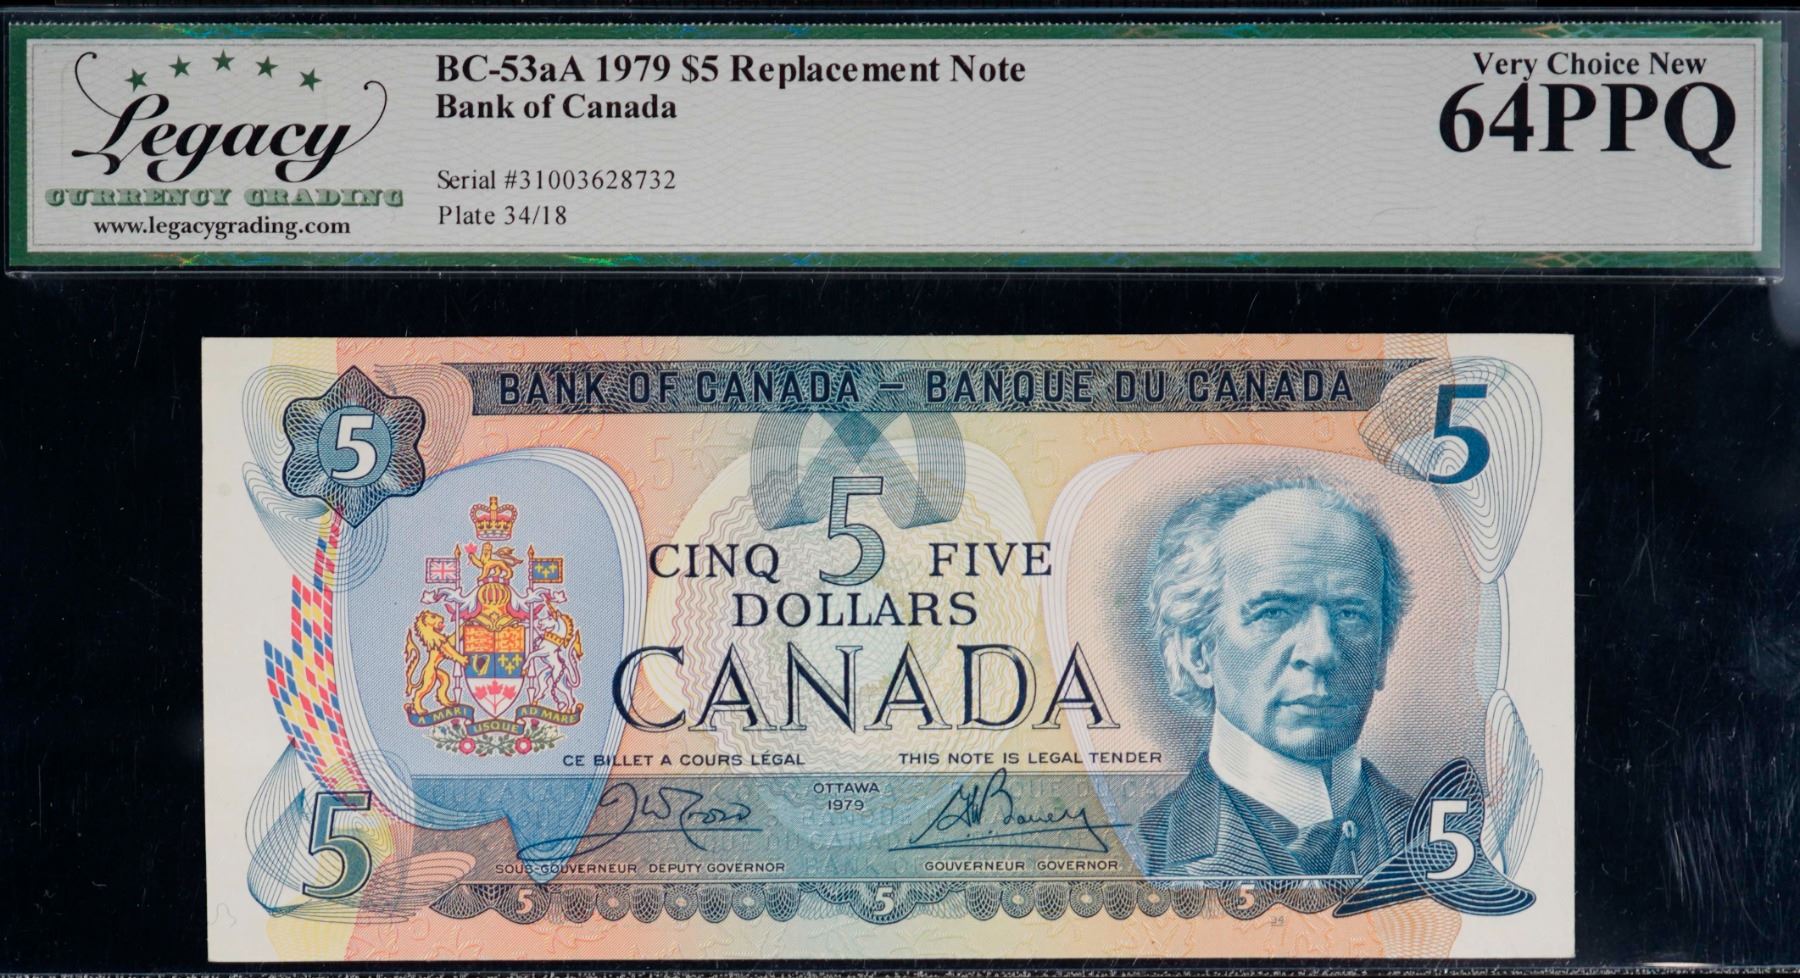 Legacy
CURRENCY GRADING
www.legacygrading.com
BC-53aA 1979 $5 Replacement Note
Bank of Canada
Serial #31003628732
Plate 34/18
Very Choice New
64PPQ
BANK OF CANADA – BANQUE DU CANADA
5
5
CINQ 5 FIVE
DOLLARS
CANADA
A MARI USQUE AD MARE
CE BILLET A COURS LÉGAL THIS NOTE IS LEGAL TENDER
OTTAWA
1979
SOUS-GOUVERNEUR DEPUTY GOVERNOR
GOUVERNEUR GOVERNOR
5
5
5 5 5
34